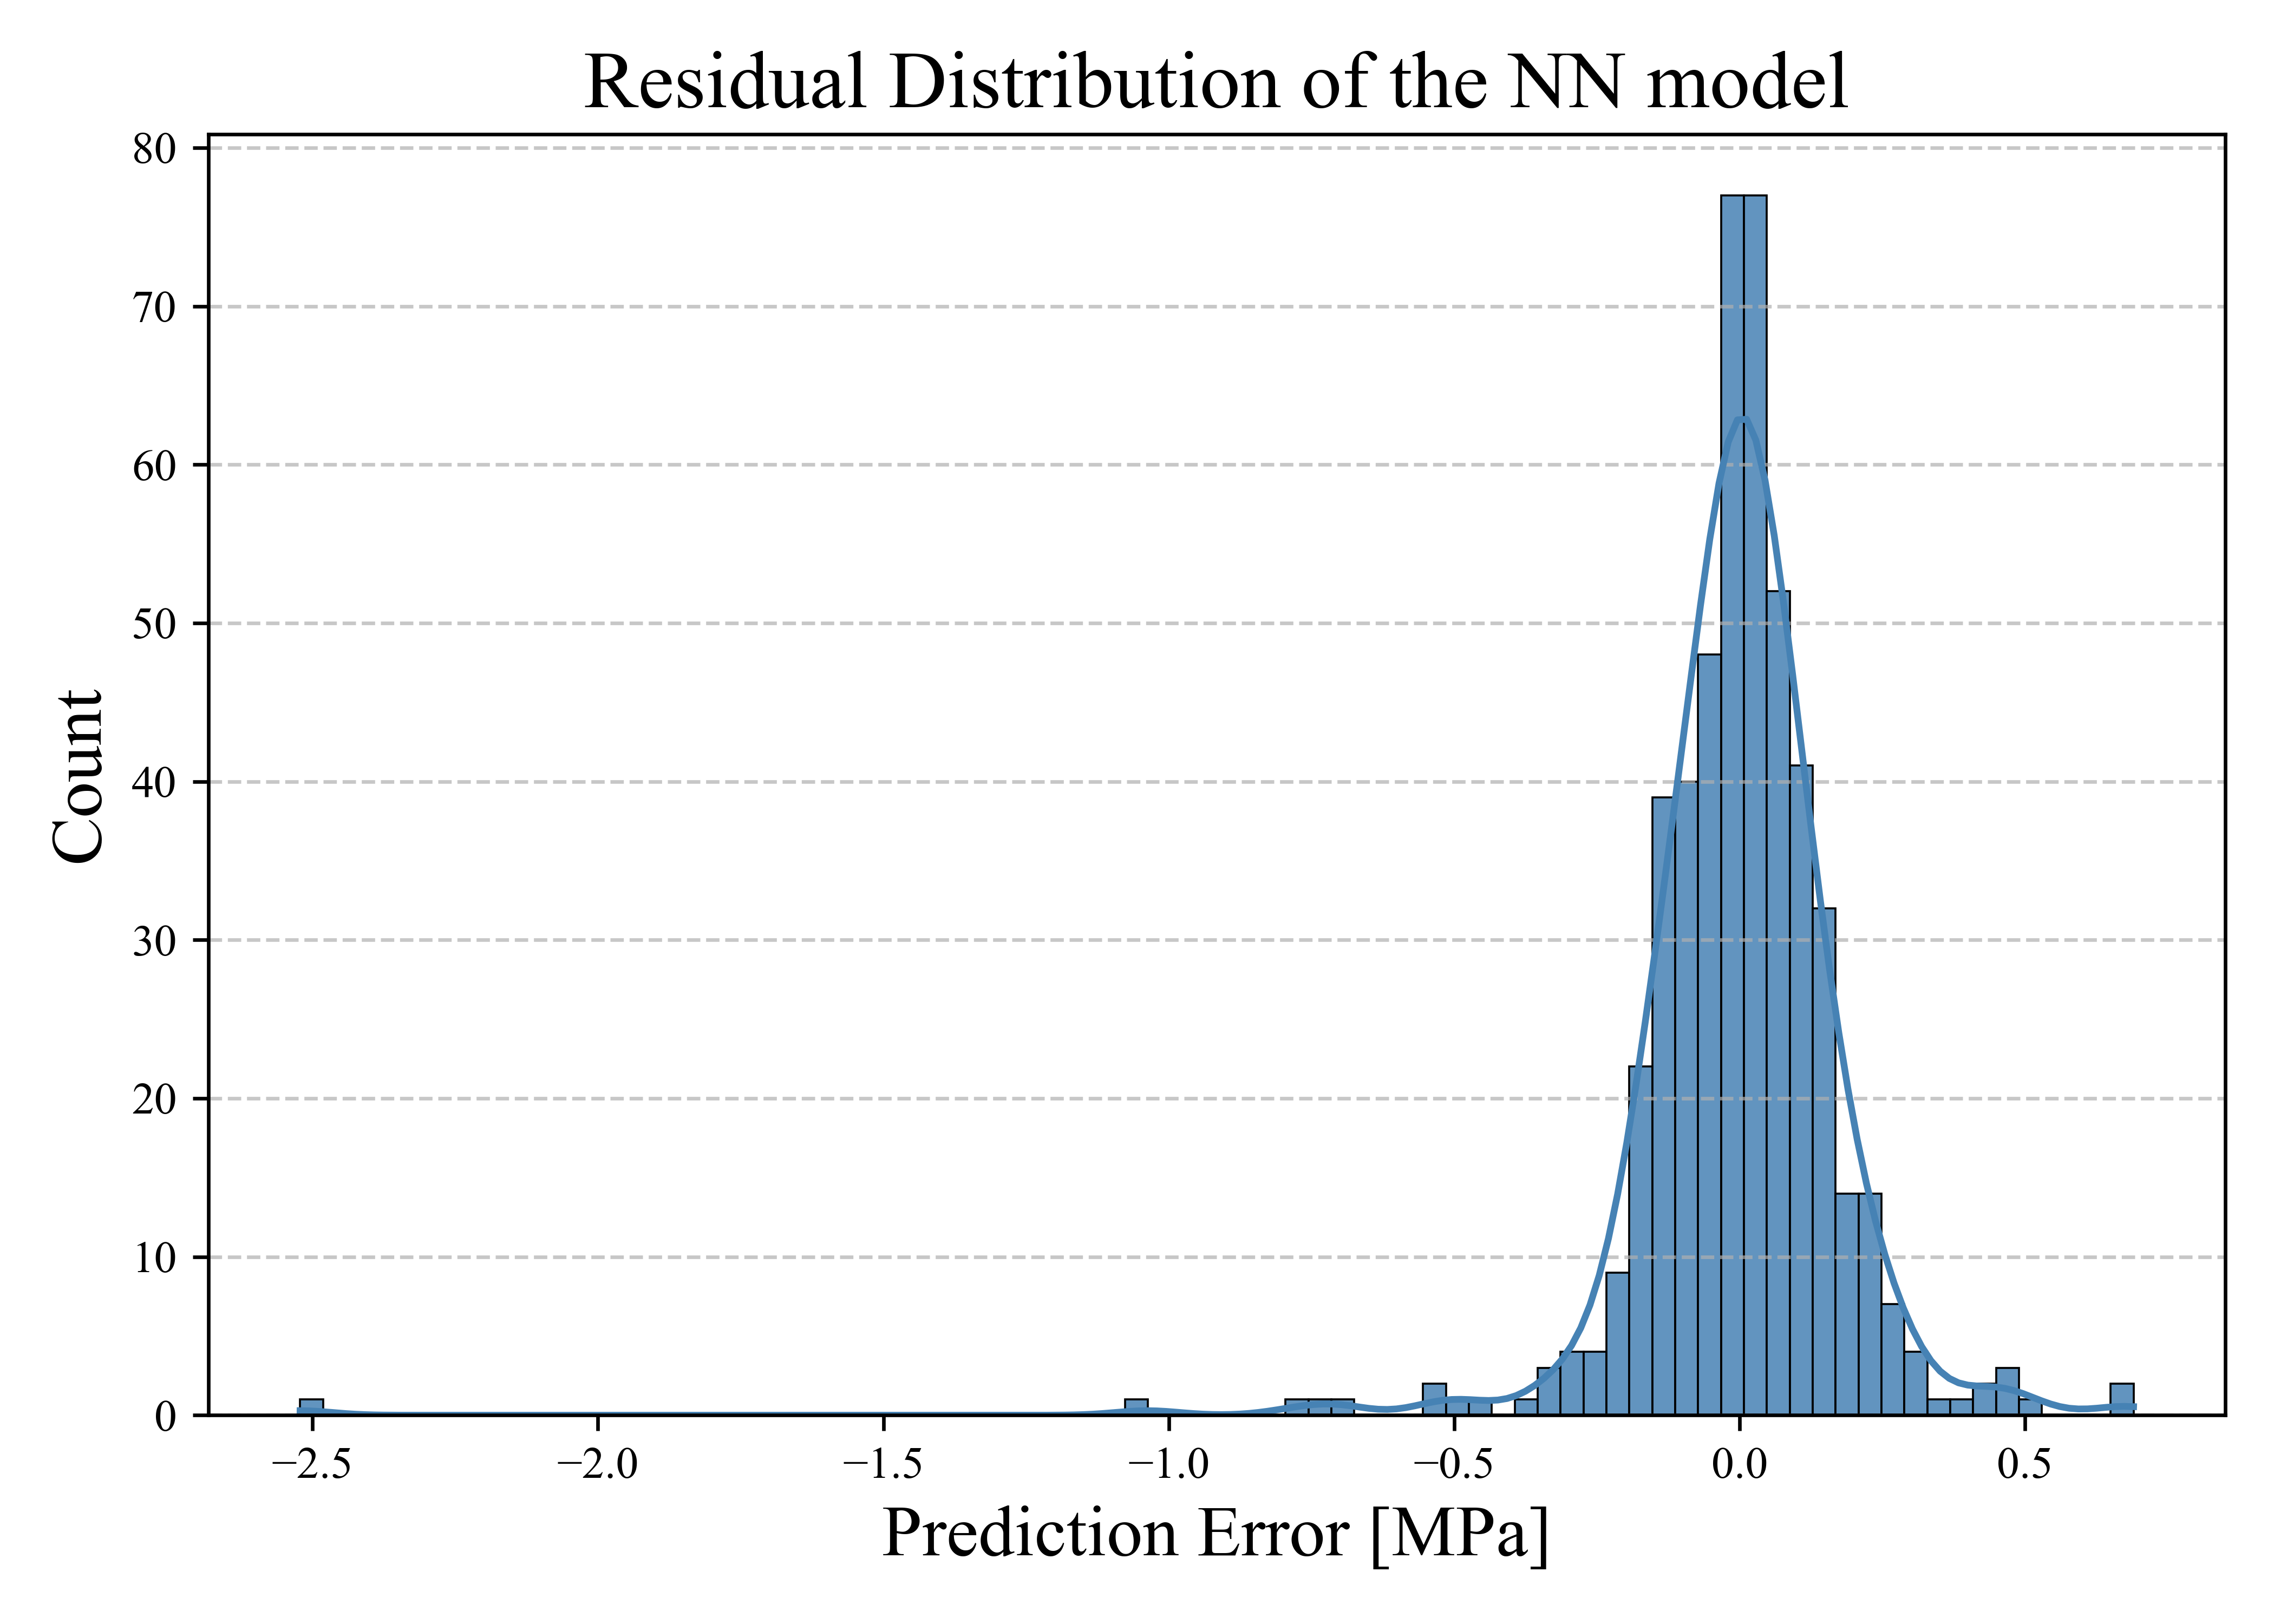 Residual Distribution of the NN model
80
70
60
50
40
30
20
10
0
Count
−2.5 −2.0 −1.5 −1.0 −0.5 0.0 0.5
Prediction Error [MPa]